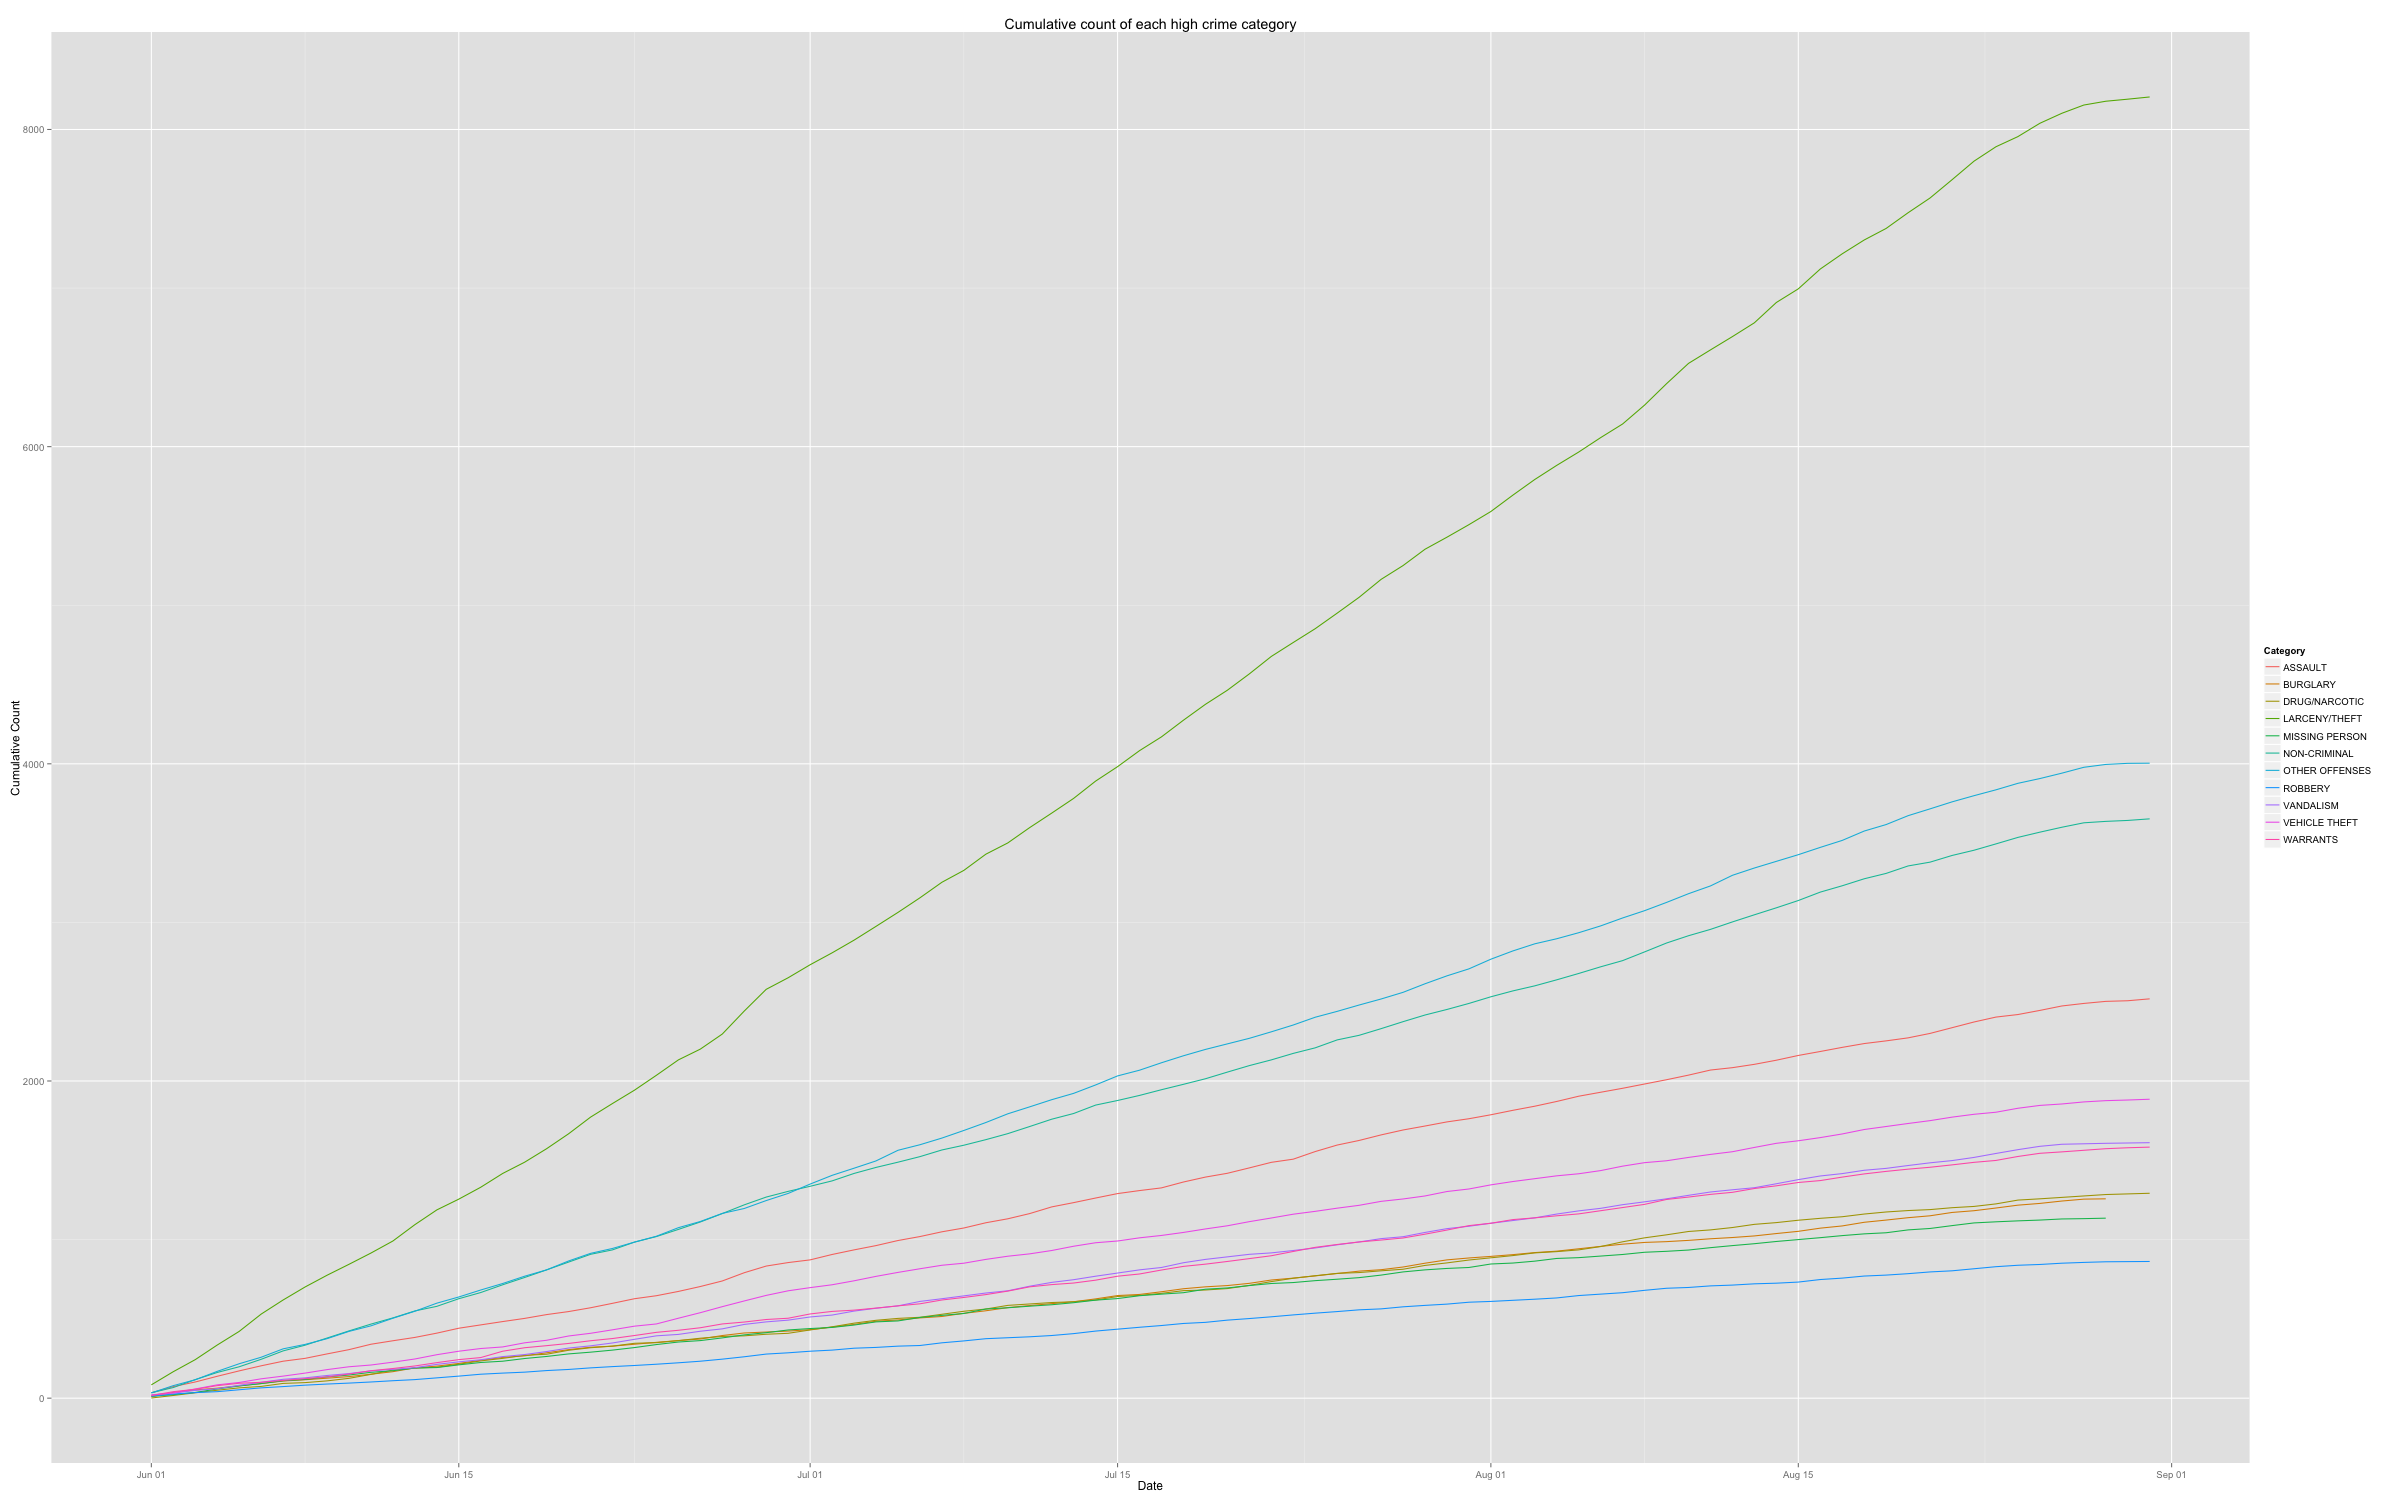 Cumulative count of each high crime category
8000
6000
4000
2000
0
Cumulative Count
Jun 01
Jun 15
Jul 01
Jul 15
Aug 01
Aug 15
Sep 01
Date
Category
ASSAULT
BURGLARY
DRUG/NARCOTIC
LARCENY/THEFT
MISSING PERSON
NON-CRIMINAL
OTHER OFFENSES
ROBBERY
VANDALISM
VEHICLE THEFT
WARRANTS